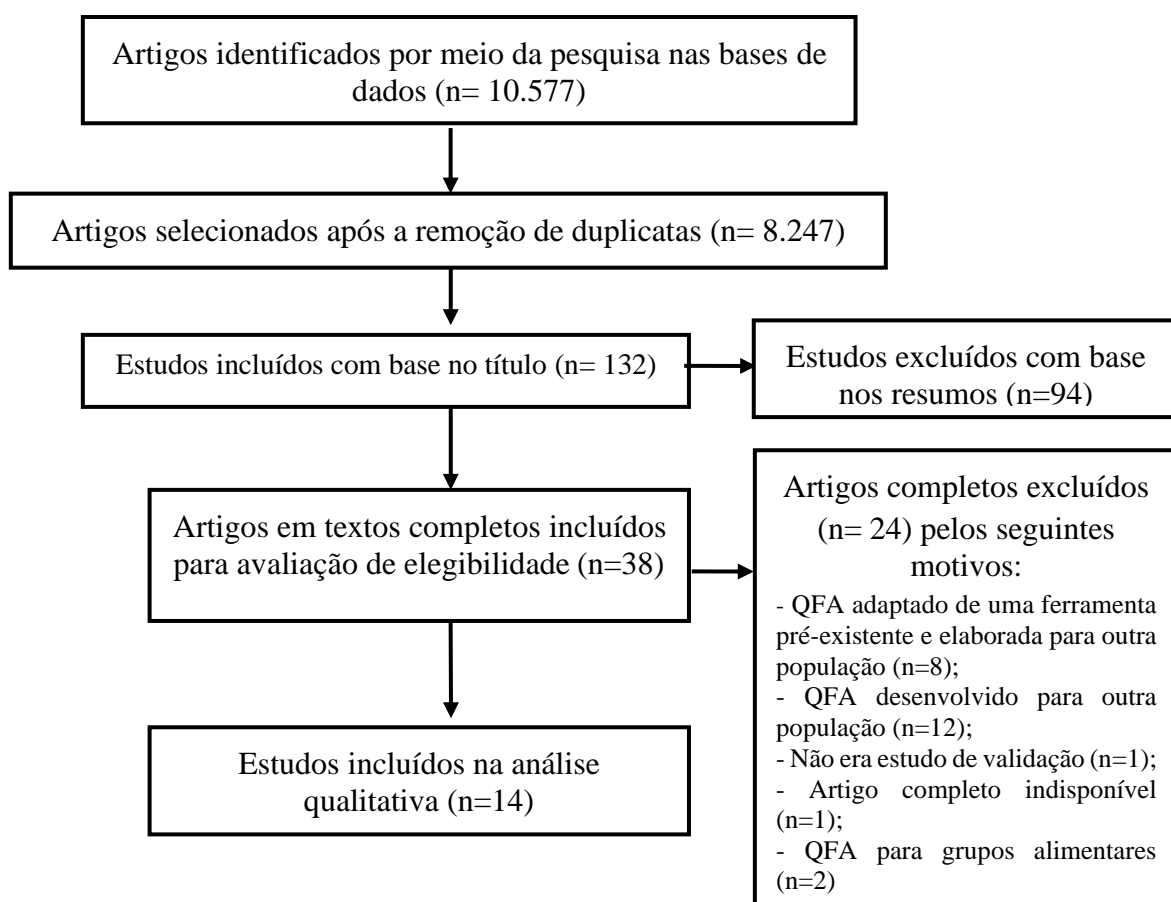 Artigos identificados por meio da pesquisa nas bases de
dados (n= 10.577)
Artigos selecionados após a remoção de duplicatas (n= 8.247)
Estudos incluídos com base no título (n= 132)
Estudos excluídos com base
nos resumos (n=94)
Artigos em textos completos incluídos
para avaliação de elegibilidade (n=38)
Artigos completos excluídos
(n= 24) pelos seguintes
motivos:
- QFA adaptado de uma ferramenta
pré-existente e elaborada para outra
população (n=8);
- QFA desenvolvido para outra
população (n=12);
- Não era estudo de validação (n=1);
- Artigo completo indisponível
(n=1);
- QFA para grupos alimentares
(n=2)
Estudos incluídos na análise
qualitativa (n=14)